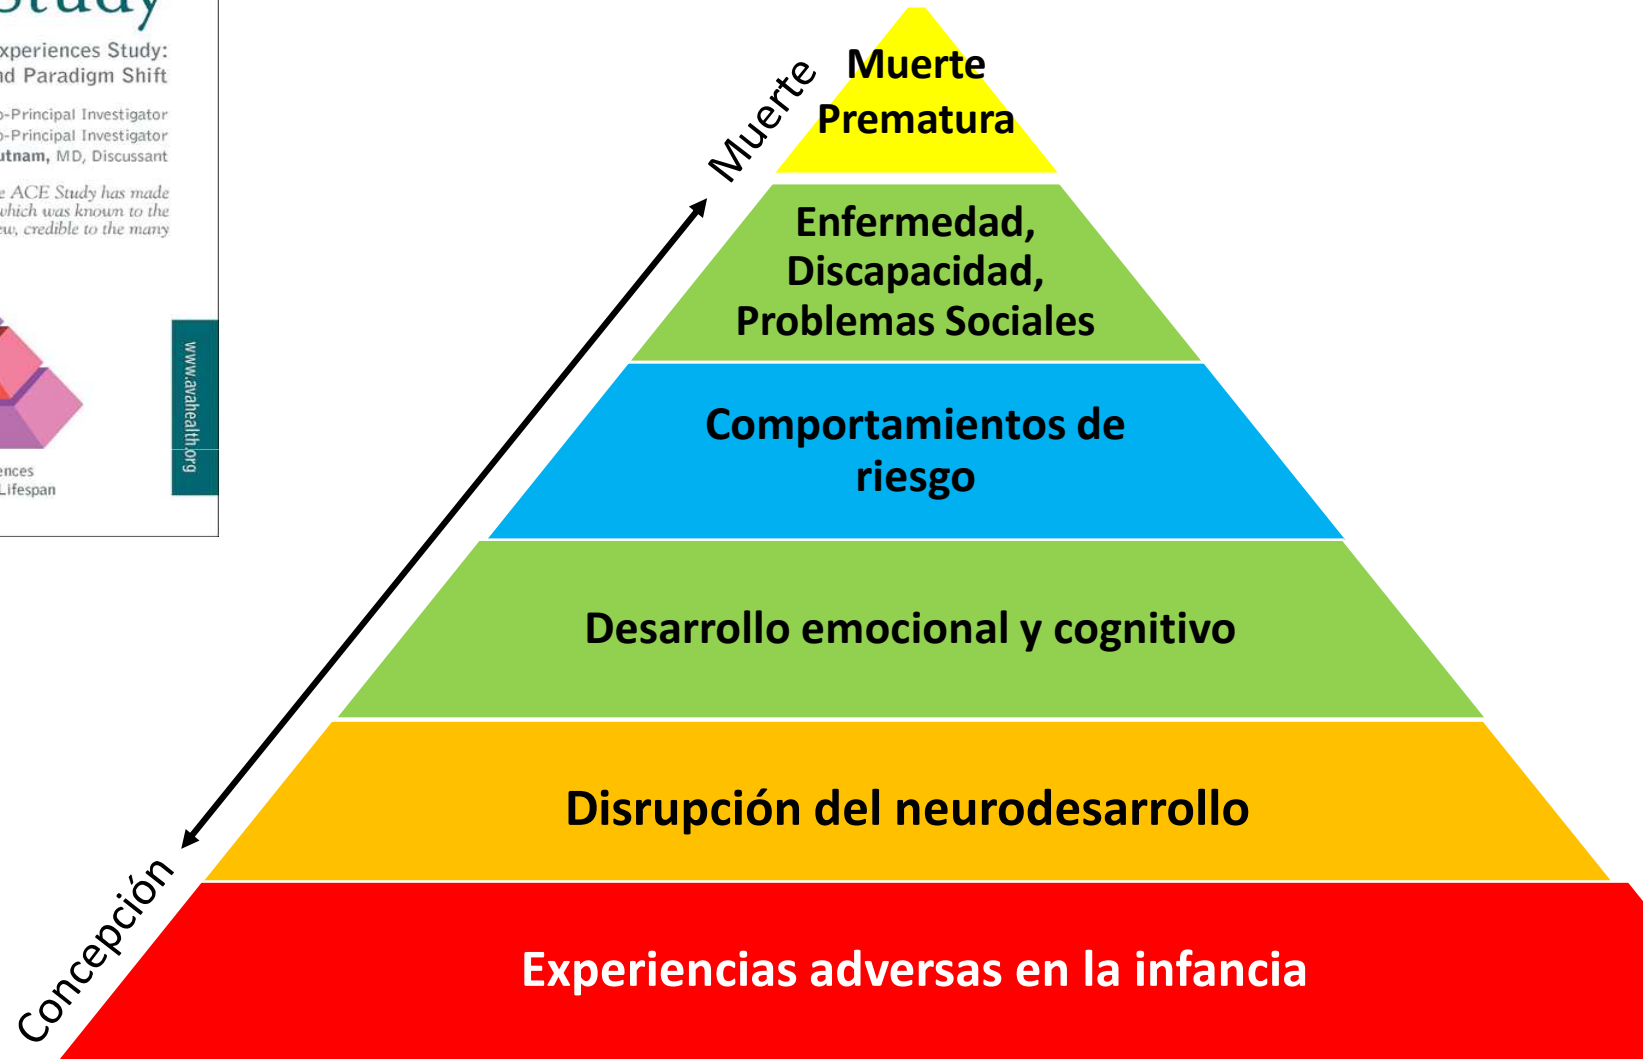 Study
xperiences Study:
nd Paradigm Shift
o-Principal Investigator
o-Principal Investigator
utnam, MD, Discussant
e ACE Study has made
which was known to the
ew, credible to the many
www.avahealth.org
ences
Lifespan
Muerte
Concepción
Muerte
Prematura
Enfermedad,
Discapacidad,
Problemas Sociales
Comportamientos de
riesgo
Desarrollo emocional y cognitivo
Disrupción del neurodesarrollo
Experiencias adversas en la infancia